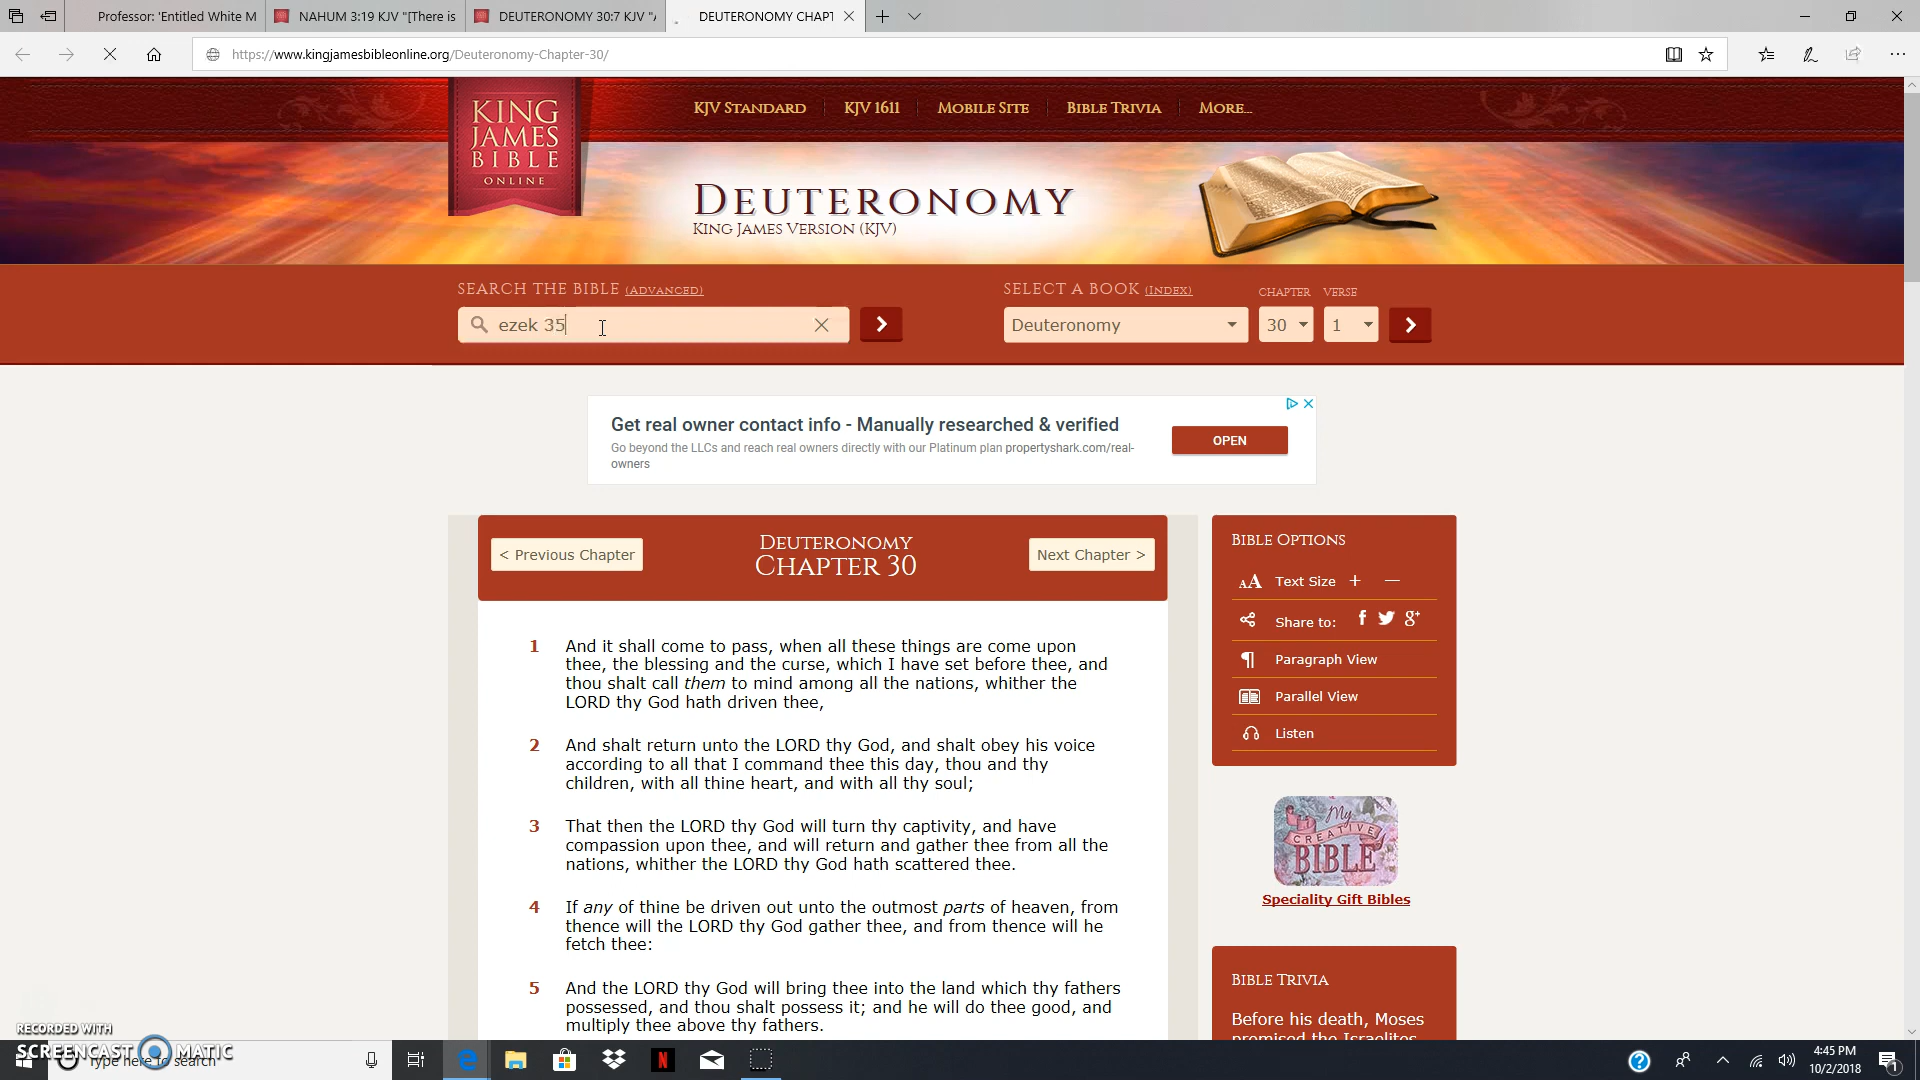 Professor: 'Entitled White M
NAHUM 3:19 KJV "[There is
DEUTERONOMY 30:7 KJV "A
DEUTERONOMY CHAPT
https://www.kingjamesbibleonline.org/Deuteronomy-Chapter-30/
KING
JAMES
BIBLE
ONLINE
KJV STANDARD
KJV 1611
MOBILE SITE
BIBLE TRIVIA
MORE...
DEUTERONOMY
KING JAMES VERSION (KJV)
SEARCH THE BIBLE (ADVANCED)
SELECT A BOOK (INDEX)
CHAPTER
VERSE
ezek 35
Deuteronomy
30
1
Get real owner contact info - Manually researched & verified
Go beyond the LLCs and reach real owners directly with our Platinum plan propertyshark.com/real-
owners
OPEN
< Previous Chapter
DEUTERONOMY
CHAPTER 30
Next Chapter >
1 And it shall come to pass, when all these things are come upon
thee, the blessing and the curse, which I have set before thee, and
thou shalt call them to mind among all the nations, whither the
LORD thy God hath driven thee,
2 And shalt return unto the LORD thy God, and shalt obey his voice
according to all that I command thee this day, thou and thy
children, with all thine heart, and with all thy soul;
3 That then the LORD thy God will turn thy captivity, and have
compassion upon thee, and will return and gather thee from all the
nations, whither the LORD thy God hath scattered thee.
4 If any of thine be driven out unto the outmost parts of heaven, from
thence will the LORD thy God gather thee, and from thence will he
fetch thee:
5 And the LORD thy God will bring thee into the land which thy fathers
possessed, and thou shalt possess it; and he will do thee good, and
multiply thee above thy fathers.
BIBLE OPTIONS
AA Text Size + —
Share to:
Paragraph View
Parallel View
Listen
My
CREATIVE
BIBLE
Speciality Gift Bibles
BIBLE TRIVIA
Before his death, Moses
promised the Israelites
RECORDED WITH
SCREENCAST MATIC
Type here to search
4:45 PM
10/2/2018
1